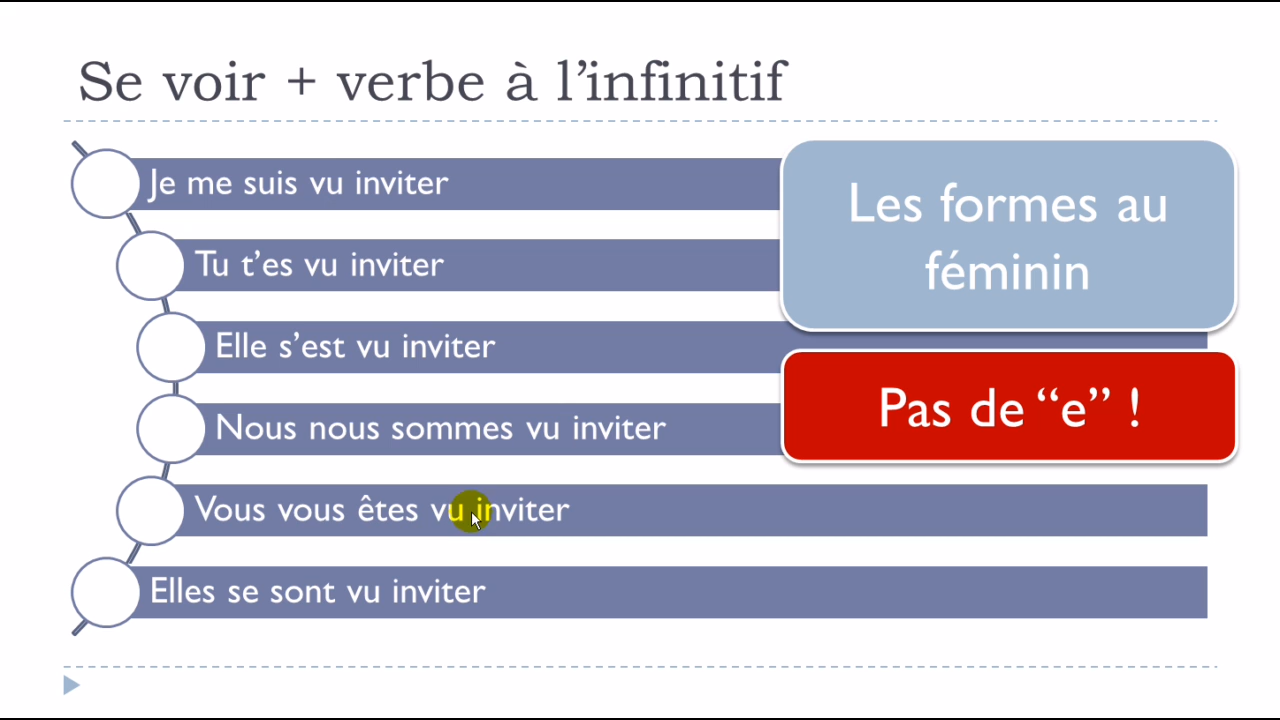 Se voir + verbe à l’infinitif
Je me suis vu inviter
Tu t’es vu inviter
Elle s’est vu inviter
Nous nous sommes vu inviter
Vous vous êtes vu inviter
Elles se sont vu inviter
Les formes au
féminin
Pas de “e” !